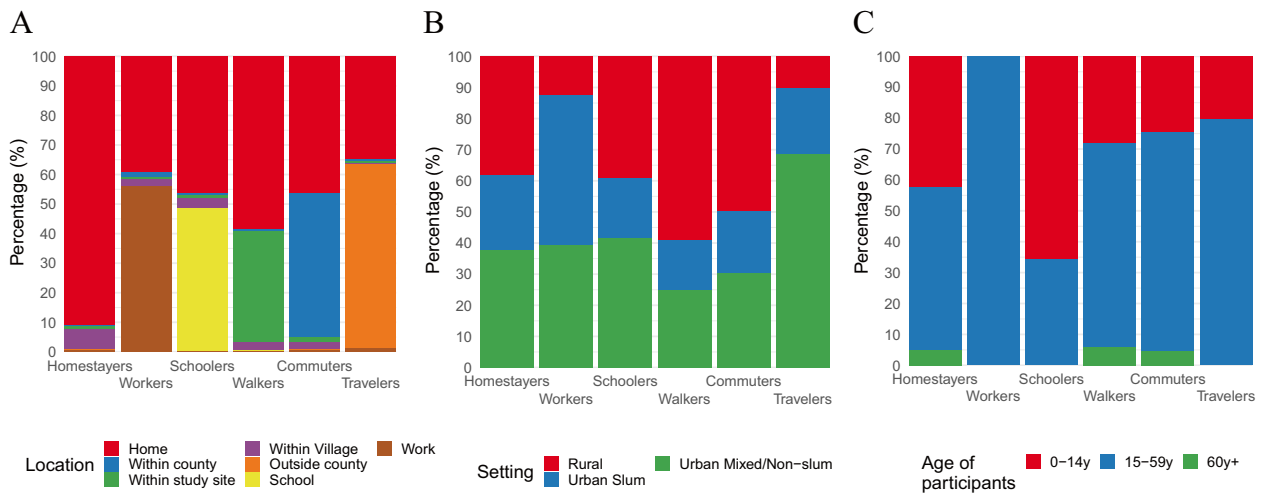 A
Percentage (%)
100
90
80
70
60
50
40
30
20
10
0
Homestayers
Workers
Schoolers
Walkers
Commuters
Travelers
Location
Home
Within county
Within study site
Within Village
Outside county
School
Work
B
Percentage (%)
100
90
80
70
60
50
40
30
20
10
0
Homestayers
Workers
Schoolers
Walkers
Commuters
Travelers
Setting
Rural
Urban Slum
Urban Mixed/Non−slum
C
Percentage (%)
100
90
80
70
60
50
40
30
20
10
0
Homestayers
Workers
Schoolers
Walkers
Commuters
Travelers
Age of
participants
0−14y
15−59y
60y+